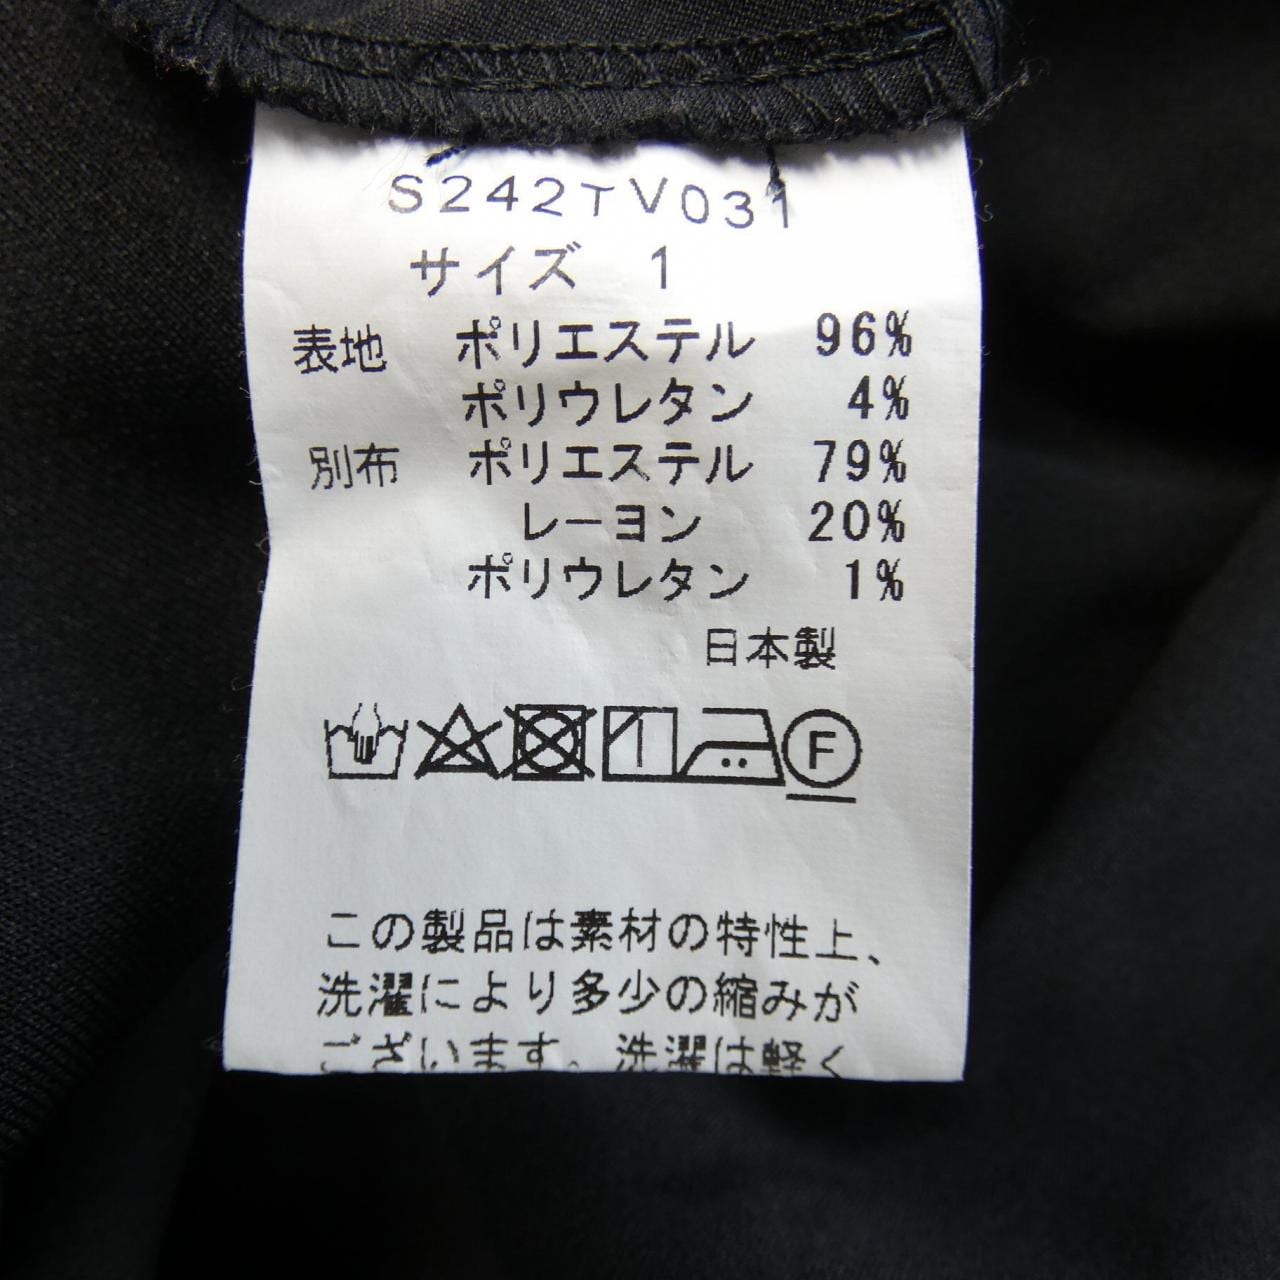 S242TV031
サイズ 1
表地 ポリエステル 96%
ポリウレタン 4%
別布 ポリエステル 79%
レーヨン 20%
ポリウレタン 1%
日本製
F
この製品は素材の特性上、
洗濯により多少の縮みが
ございます。洗濯は軽く